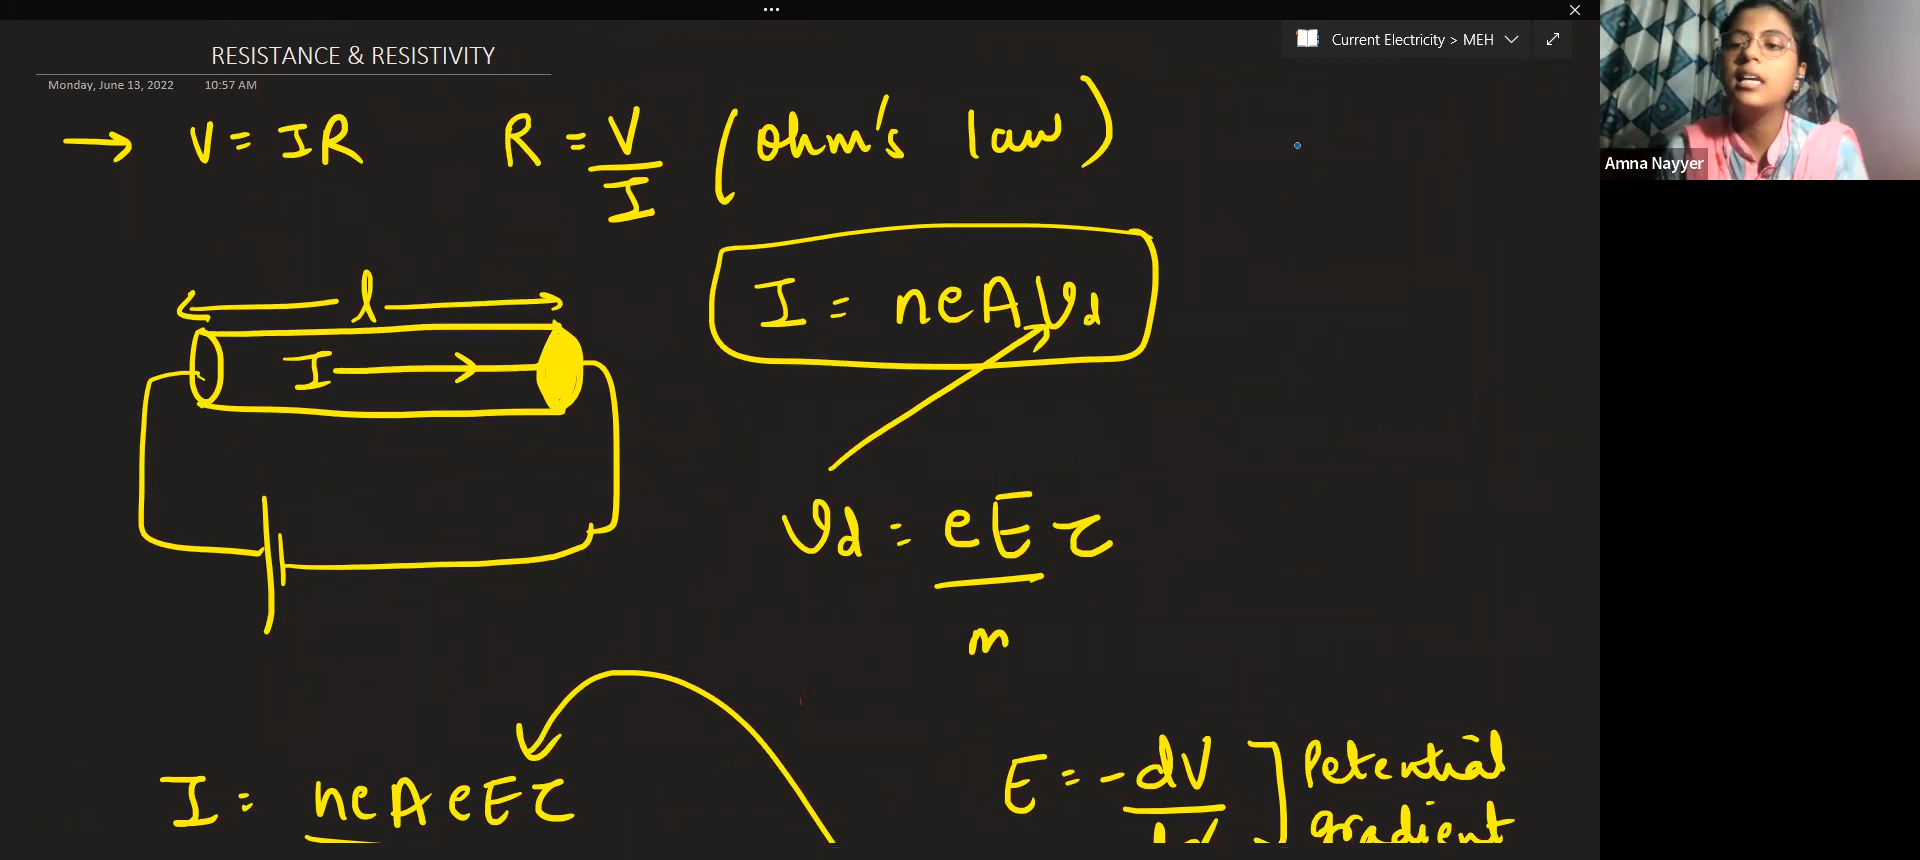 RESISTANCE & RESISTIVITY
Monday, June 13, 2022 10:57 AM
Current Electricity > MEH
Amna Nayyer
→ V = IR R = V/I (ohm's law)
l
I = neAVd
I
Vd = eEτ/m
I = neAeEτ
E = -dV
Potential
gradient